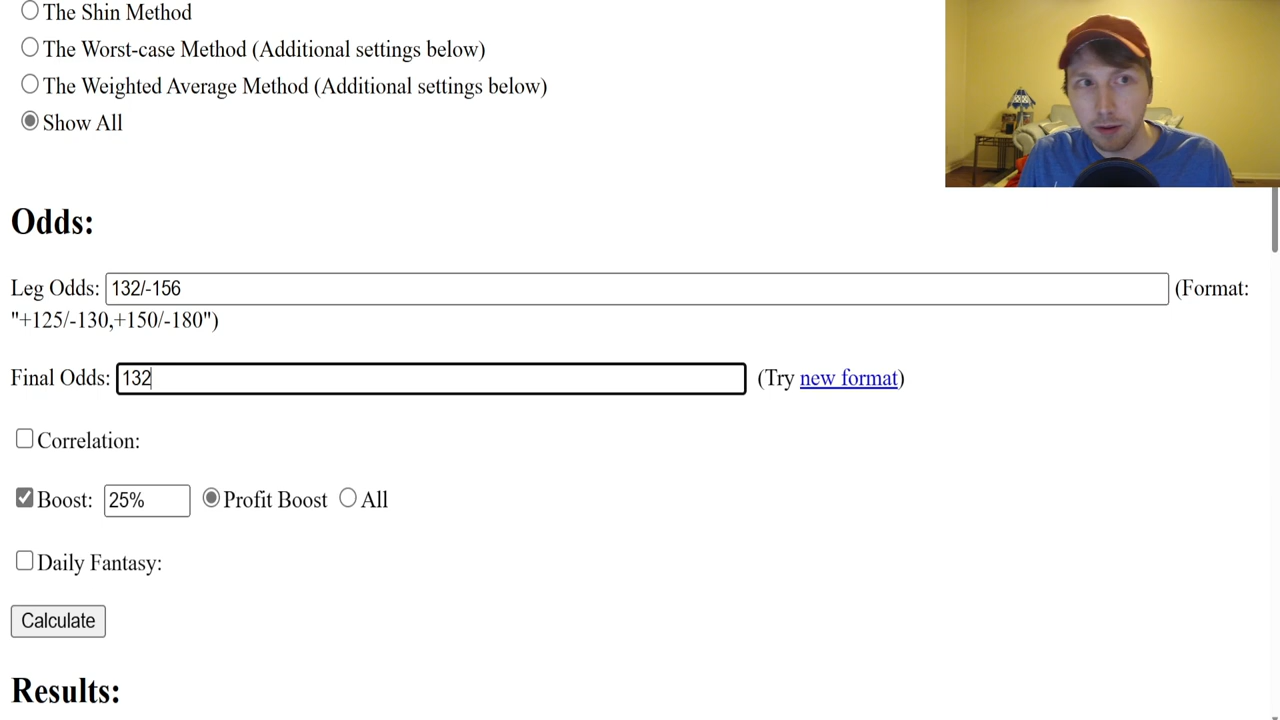 The Shin Method
The Worst-case Method (Additional settings below)
The Weighted Average Method (Additional settings below)
Show All
Odds:
Leg Odds: 132/-156 (Format:
"+125/-130,+150/-180")
Final Odds: 132 (Try new format)
Correlation:
Boost: 25% Profit Boost All
Daily Fantasy:
Calculate
Results: